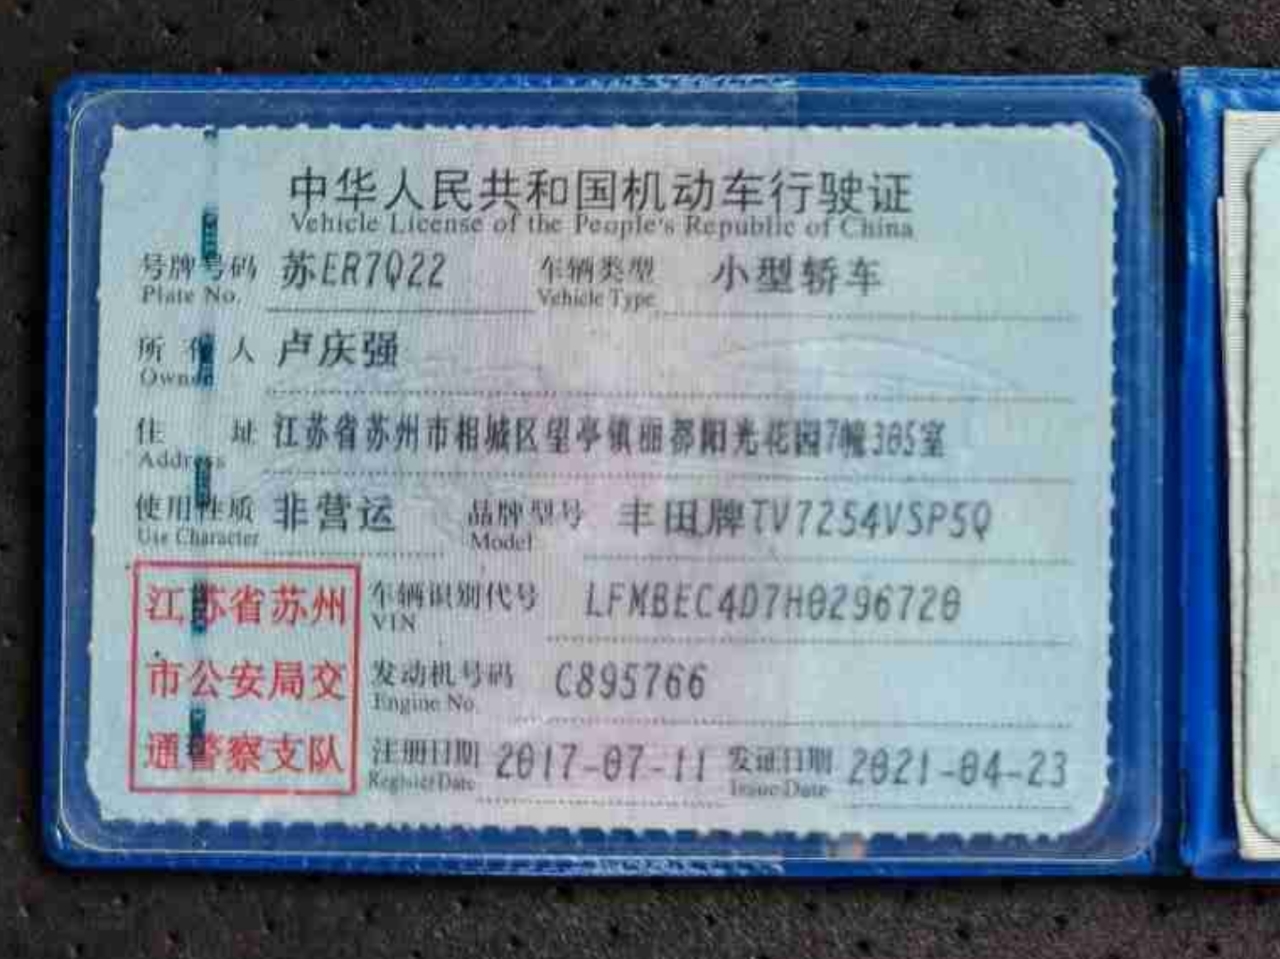 中华人民共和国机动车行驶证
Vehicle License of the People's Republic of China
号牌号码 苏ER7Q22 车辆类型 小型轿车
Plate No. Vehicle Type
所有人 卢庆强
Owner
住址 江苏省苏州市相城区望亭镇丽都阳光花园7幢305室
Address
使用性质 非营运 品牌型号 丰田牌TV7254VSP5Q
Use Character Model
江苏省苏州
市公安局交
通警察支队
车辆识别代号 LFMBEC4D7H0296720
VIN
发动机号码 C895766
Engine No.
注册日期 2017-07-11 发证日期 2021-04-23
Register Date Issue Date